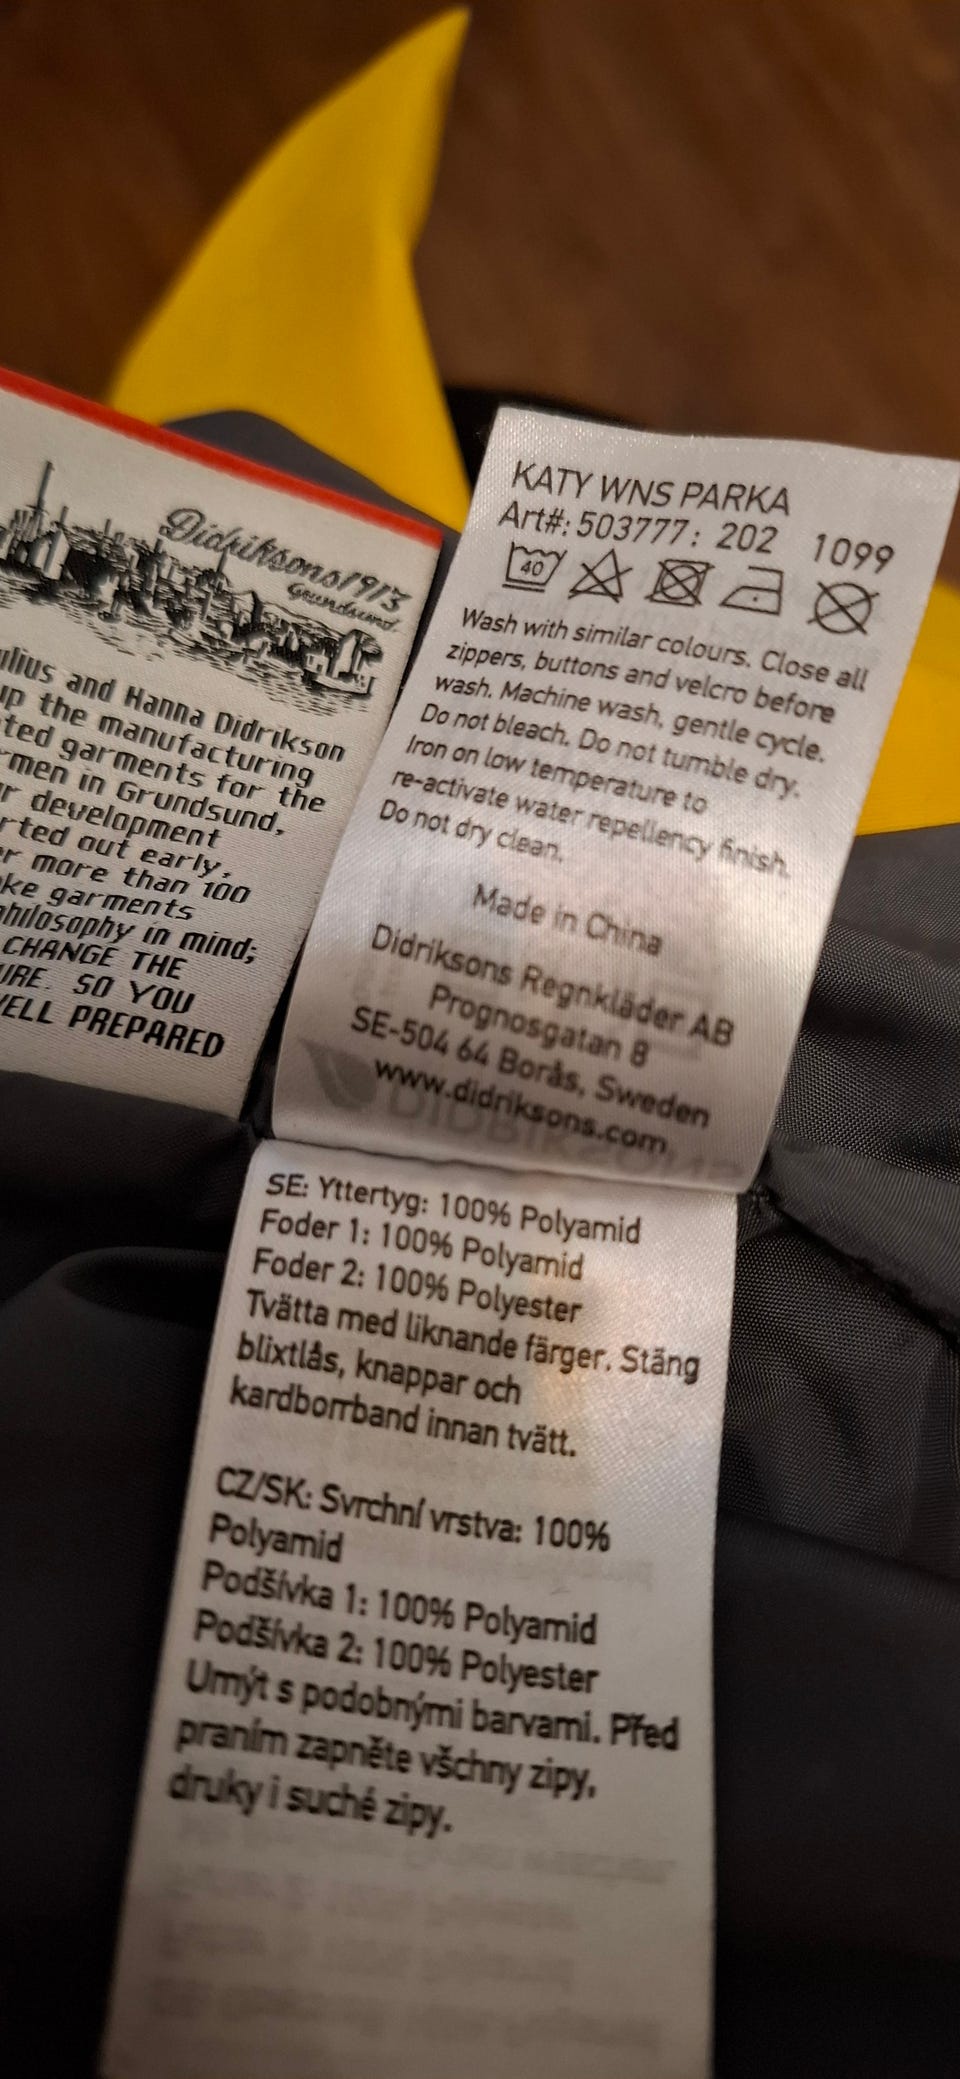 Didriksons1913
Grundsund.
ulius and Hanna Didrikson
up the manufacturing
ted garments for the
men in Grundsund,
r development
rted out early,
er more than 100
ke garments
philosophy in mind;
CHANGE THE
URE. SO YOU
ELL PREPARED
KATY WNS PARKA
Art#: 503777: 202 1099
40
Wash with similar colours. Close all
zippers, buttons and velcro before
wash. Machine wash, gentle cycle.
Do not bleach. Do not tumble dry.
Iron on low temperature to
re-activate water repellency finish.
Do not dry clean.
Made in China
Didriksons Regnkläder AB
Prognosgatan 8
SE-504 64 Borås, Sweden
www.didriksons.com
SE: Yttertyg: 100% Polyamid
Foder 1: 100% Polyamid
Foder 2: 100% Polyester
Tvätta med liknande färger. Stäng
blixtlås, knappar och
kardborrband innan tvätt.
CZ/SK: Svrchní vrstva: 100%
Polyamid
Podšívka 1: 100% Polyamid
Podšívka 2: 100% Polyester
Umýt s podobnými barvami. Před
praním zapněte všchny zipy,
druky i suché zipy.